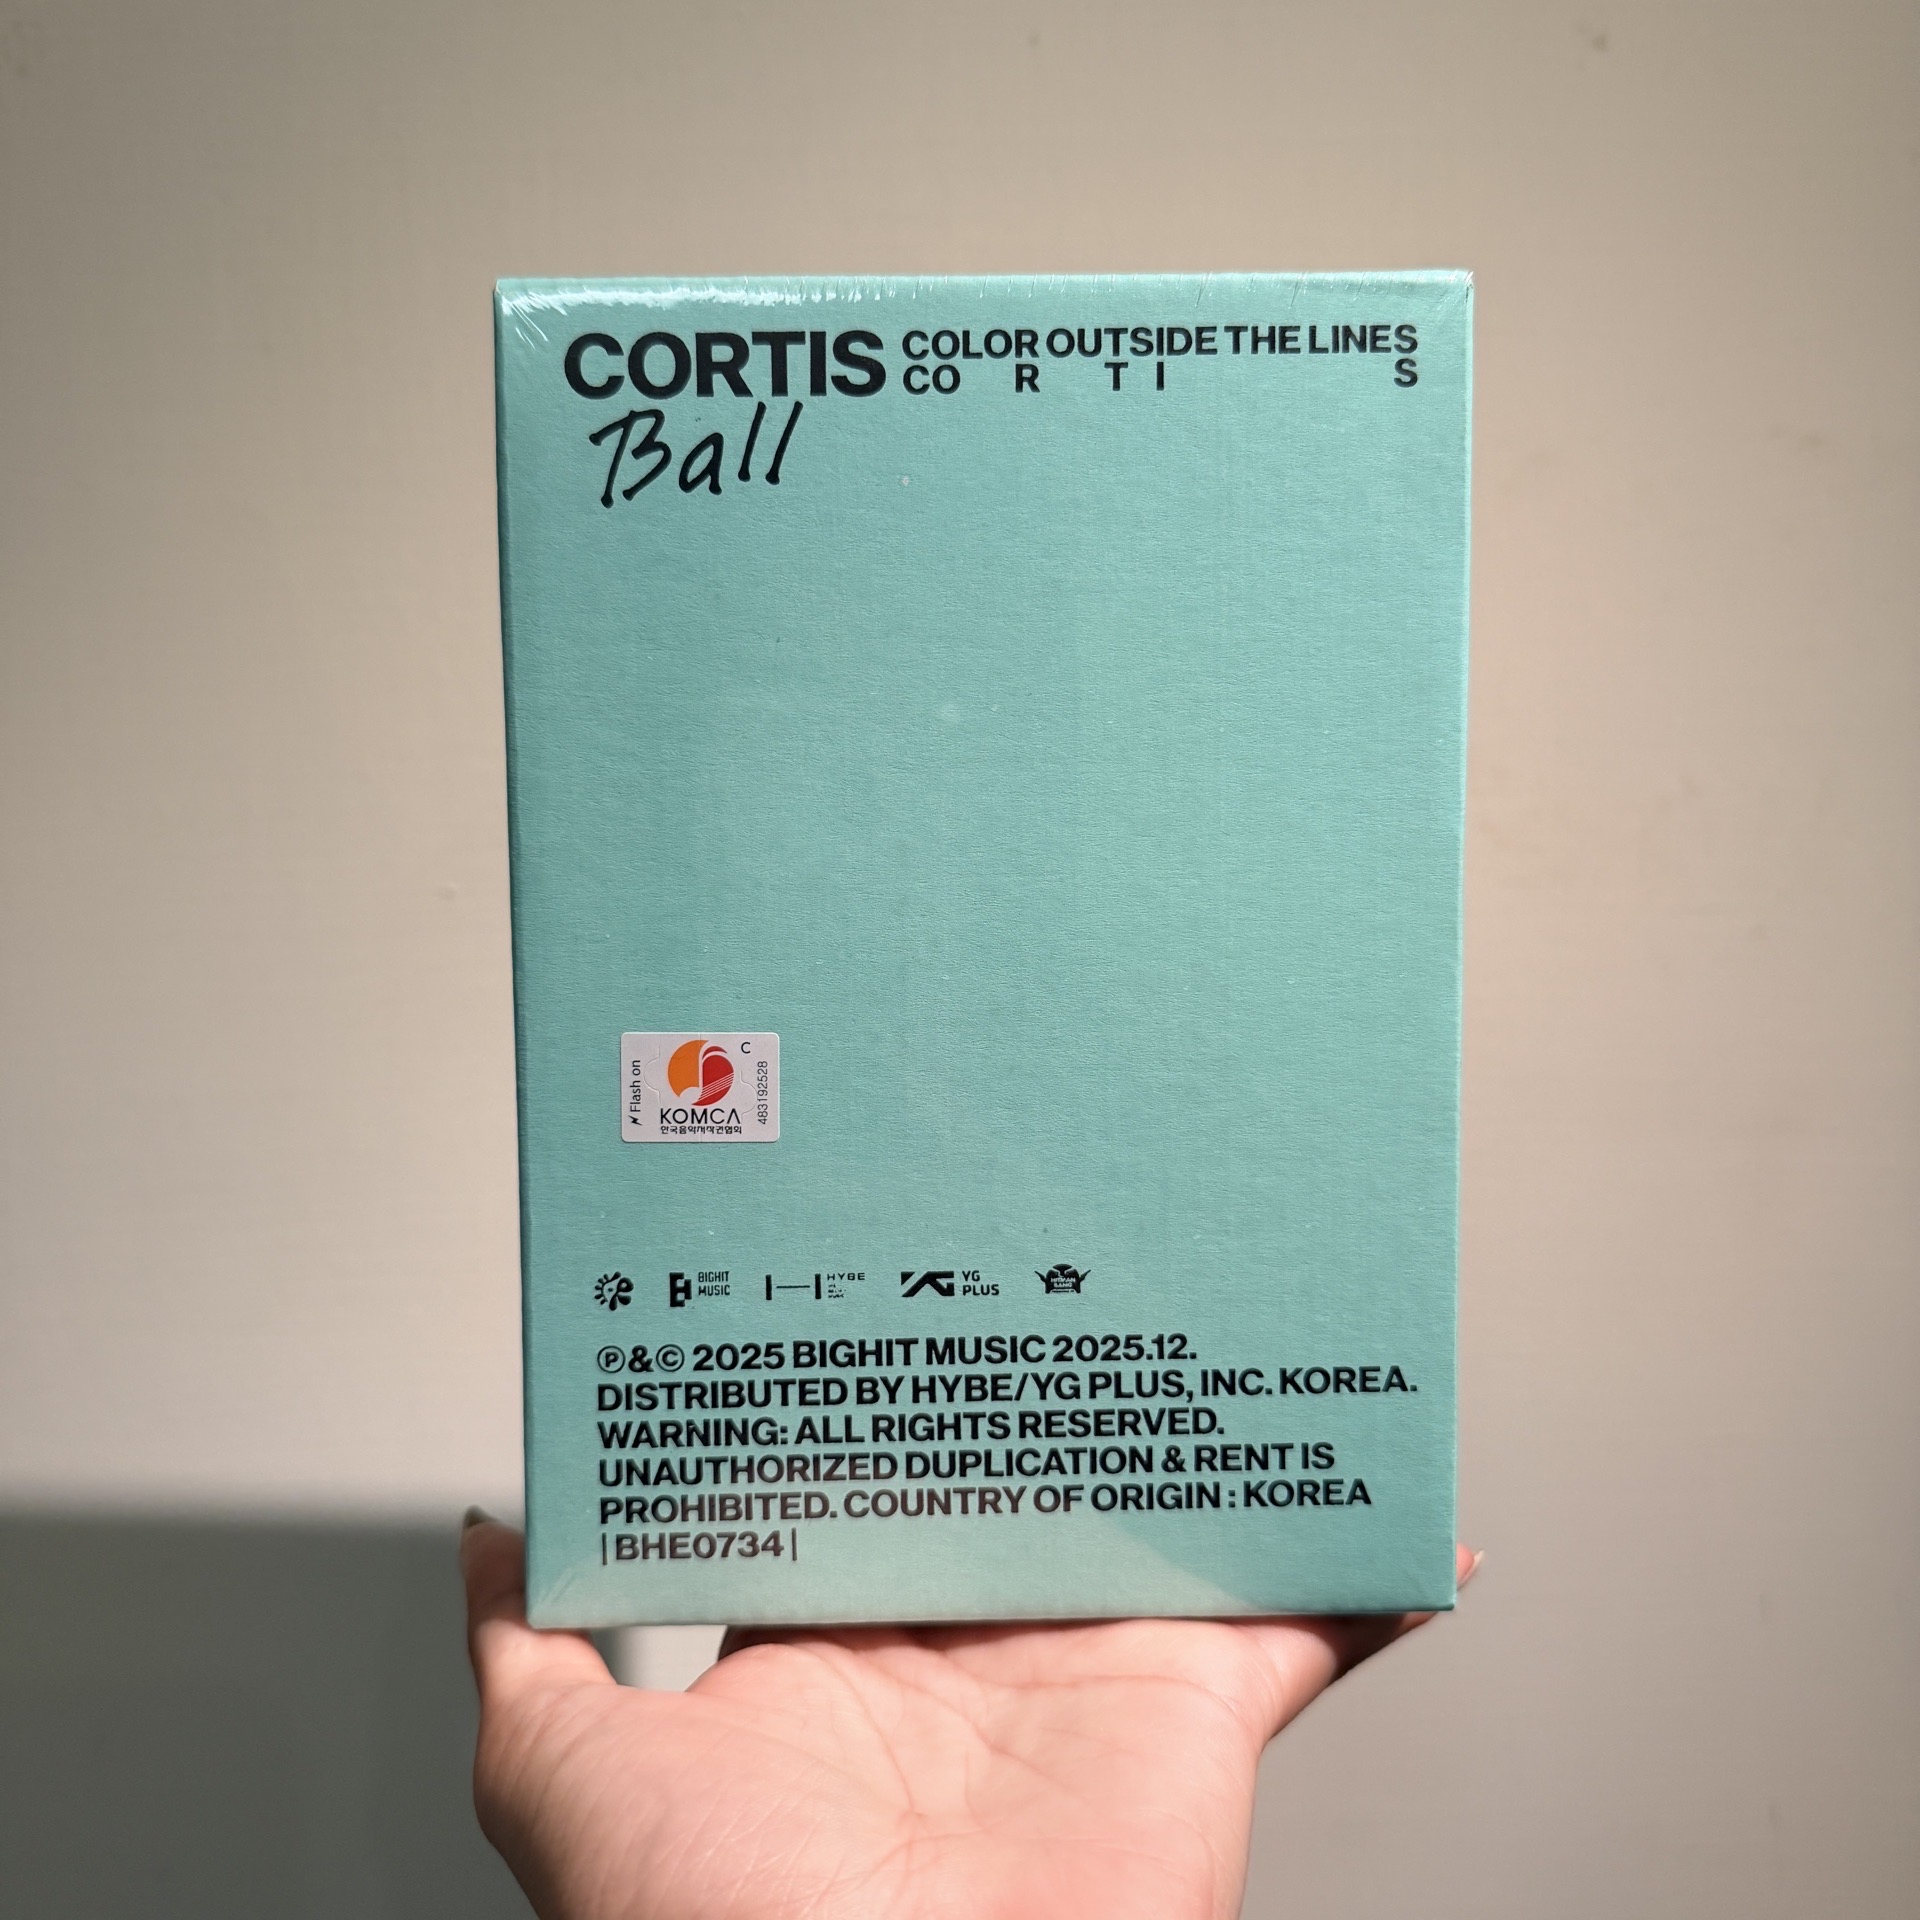 CORTIS COLOR OUTSIDE THE LINES
CO R T I S
Ball
Flash on
C
483192528
KOMCA
한국음악저작권협회
BIGHIT
MUSIC
HYBE
YG
PLUS
HITMAN
BANG
Ⓟ&© 2025 BIGHIT MUSIC 2025.12.
DISTRIBUTED BY HYBE/YG PLUS, INC. KOREA.
WARNING: ALL RIGHTS RESERVED.
UNAUTHORIZED DUPLICATION & RENT IS
PROHIBITED. COUNTRY OF ORIGIN : KOREA
|BHE0734|